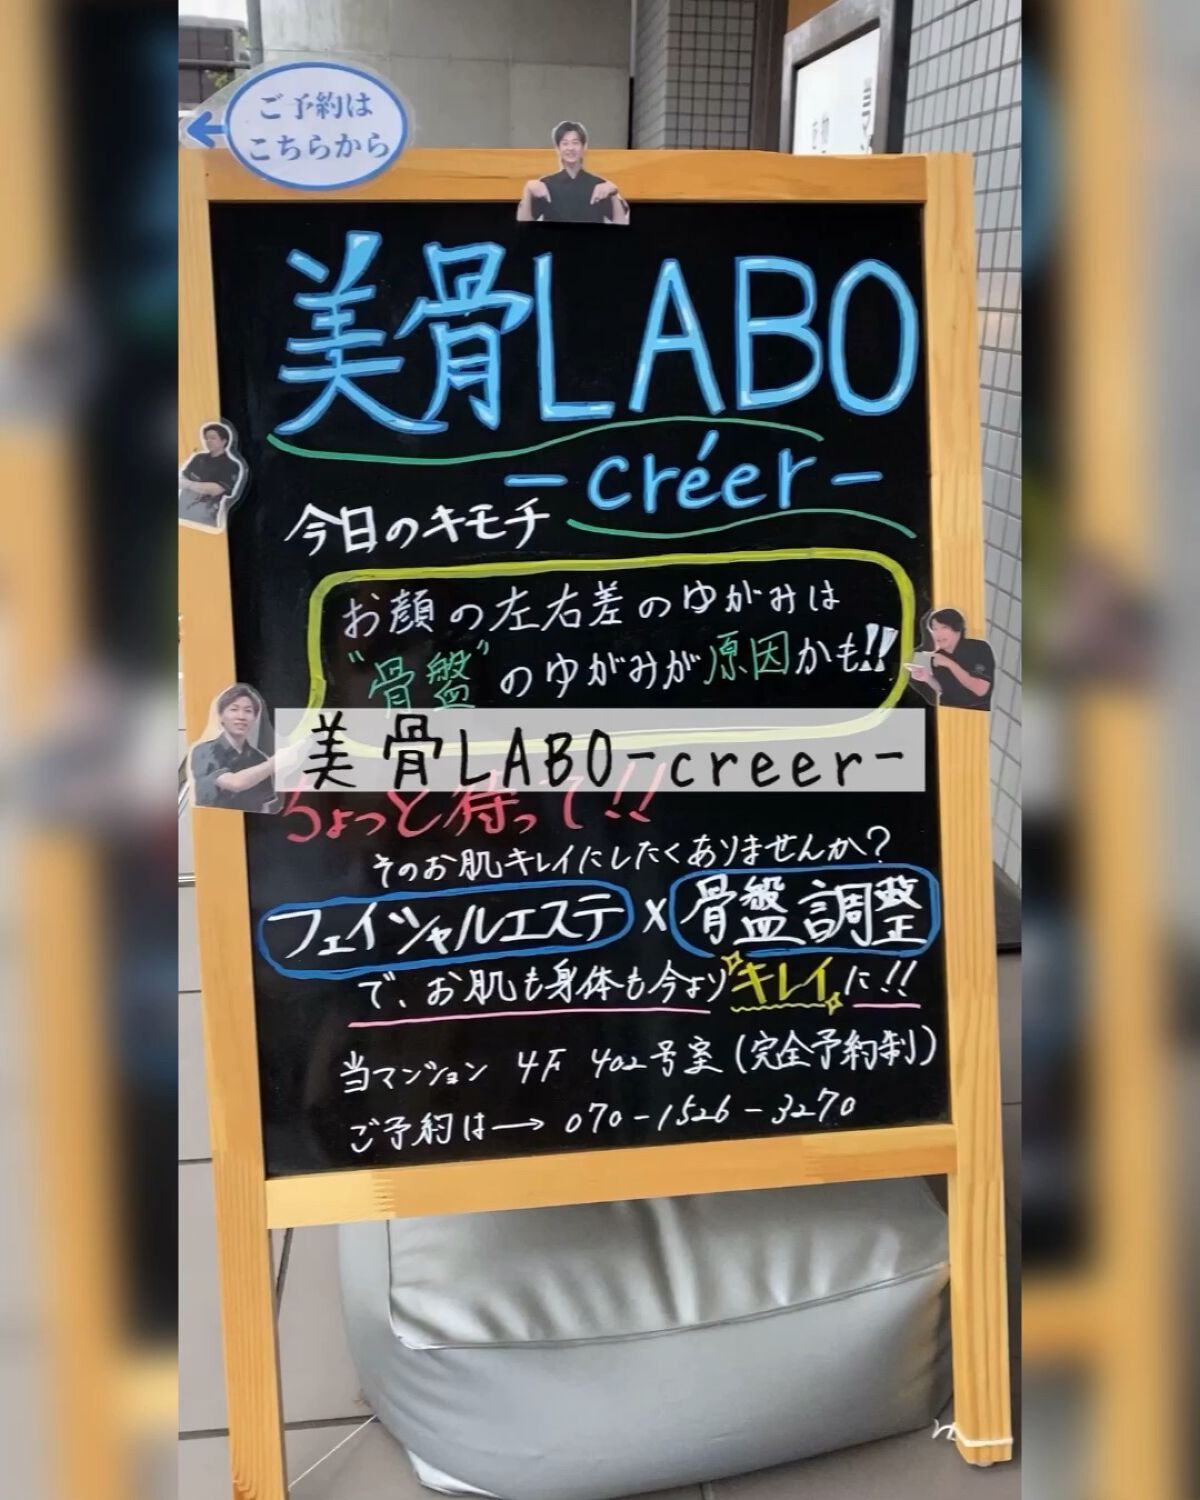 ご予約は
こちらから
美骨LABO
-créer-
今日のキモチ
お顔の左右差のゆがみは
"骨盤"のゆがみが原因かも!!
美骨LABO-creer-
ちょっと待って!!
そのお肌キレイにしたくありませんか?
フェイシャルエステ×骨盤調整
で、お肌も身体も今よりキレイに!!
当マンション 4F 402号室(完全予約制)
ご予約は→070-1526-3270